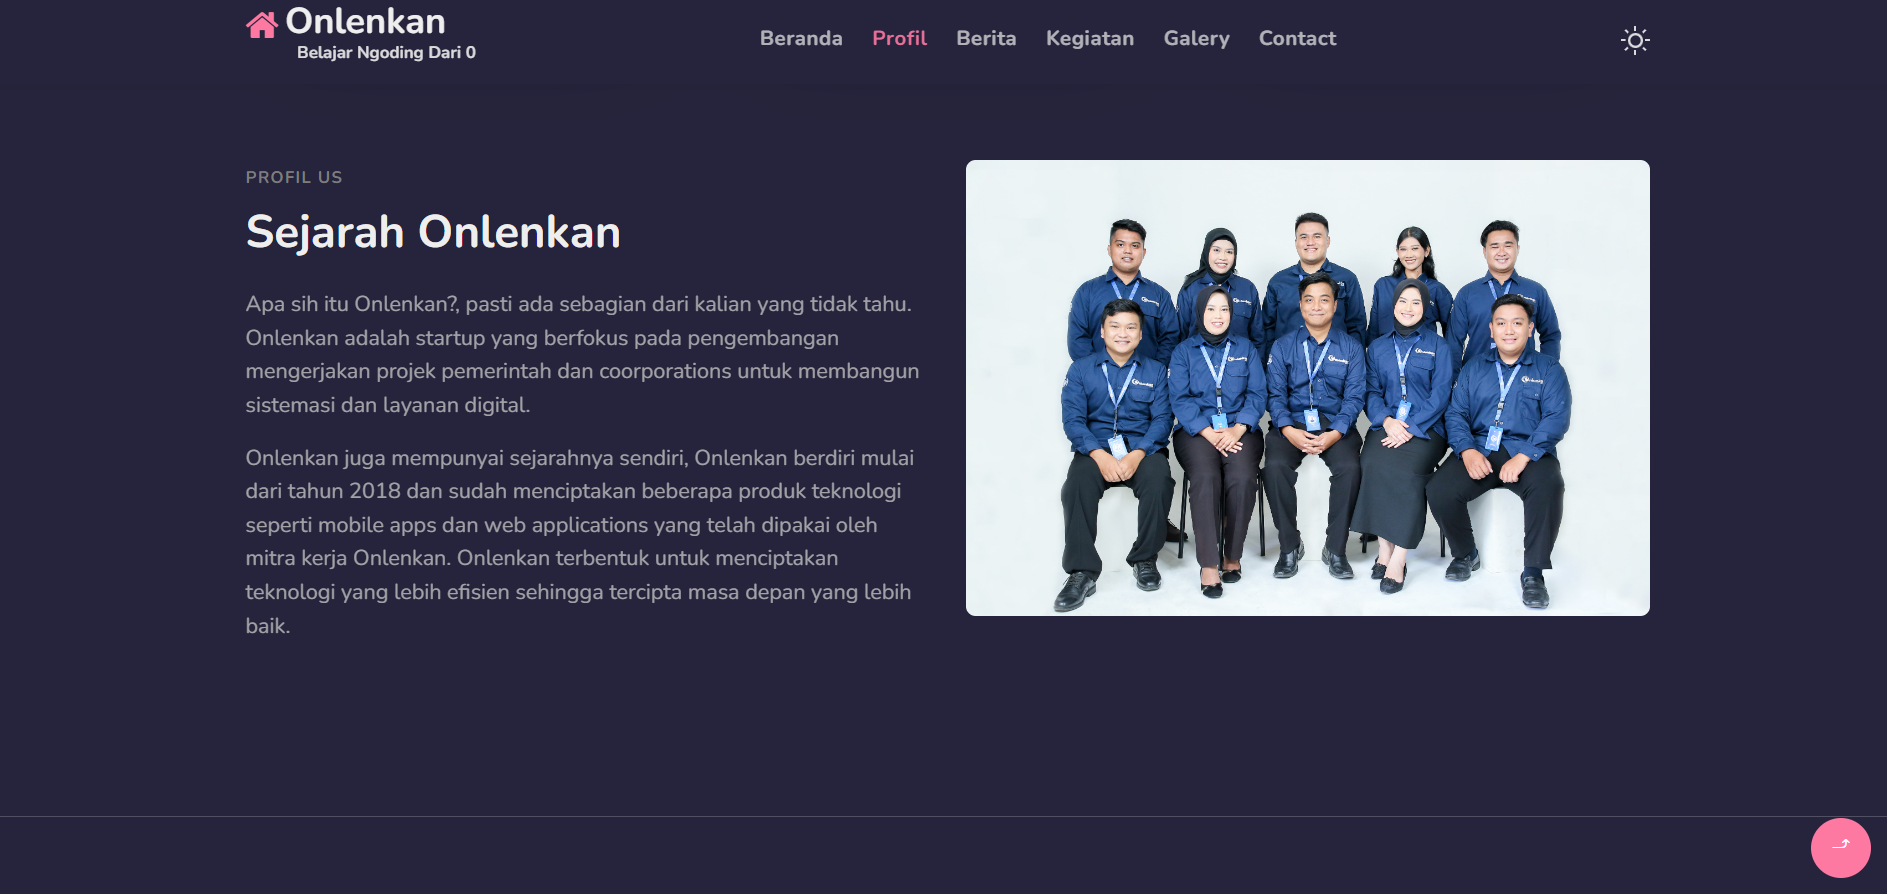 Onlenkan
Belajar Ngoding Dari 0
Beranda Profil Berita Kegiatan Galery Contact
PROFIL US
Sejarah Onlenkan
Apa sih itu Onlenkan?, pasti ada sebagian dari kalian yang tidak tahu.
Onlenkan adalah startup yang berfokus pada pengembangan
mengerjakan projek pemerintah dan coorporations untuk membangun
sistemasi dan layanan digital.
Onlenkan juga mempunyai sejarahnya sendiri, Onlenkan berdiri mulai
dari tahun 2018 dan sudah menciptakan beberapa produk teknologi
seperti mobile apps dan web applications yang telah dipakai oleh
mitra kerja Onlenkan. Onlenkan terbentuk untuk menciptakan
teknologi yang lebih efisien sehingga tercipta masa depan yang lebih
baik.